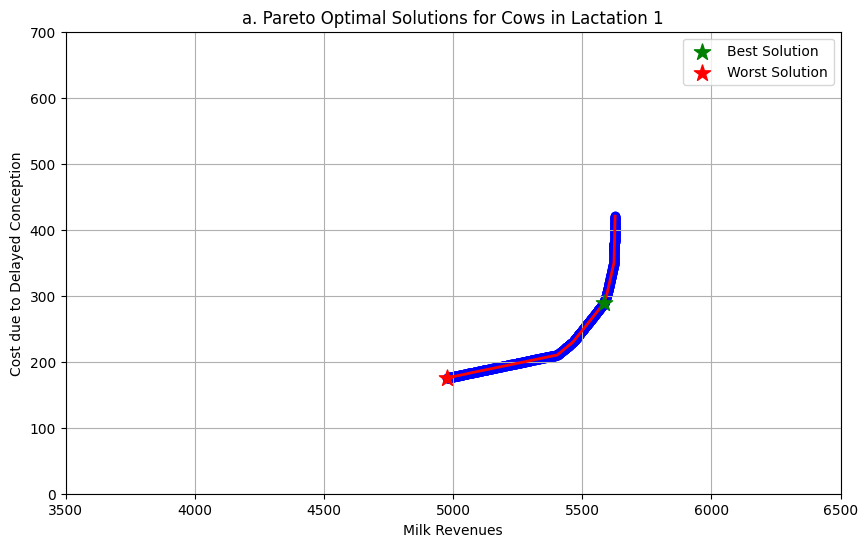 a. Pareto Optimal Solutions for Cows in Lactation 1
Best Solution
Worst Solution
700
600
500
400
300
200
100
0
Cost due to Delayed Conception
3500 4000 4500 5000 5500 6000 6500
Milk Revenues